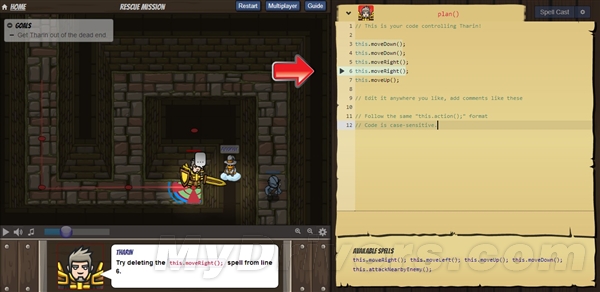 HOME
RESCUE MISSION
Restart
Multiplayer
Guide
GOALS
– Get Tharin out of the dead end
plan()
Spell Cast
1 // This is your code controlling Tharin!
2
3 this.moveDown();
4 this.moveDown();
5 this.moveRight();
6 this.moveRight();
7 this.moveUp();
8
9 // Edit it anywhere you like, add comments like these
10
11 // Follow the same "this.action();" format
12 // Code is case-sensitive.
THARIN
Try deleting the this.moveRight(); spell from line
6.
AVAILABLE SPELLS
this.moveRight(); this.moveLeft(); this.moveUp(); this.moveDown();
this.attackNearbyEnemy();
MyDrivers.com